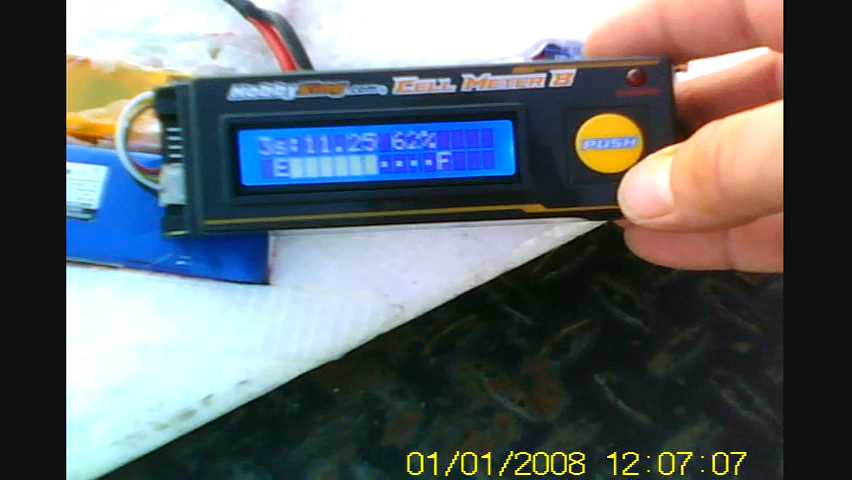 HobbyKing.com CELL METER 8
3s:11.25 62%
E F
PUSH
01/01/2008 12:07:07